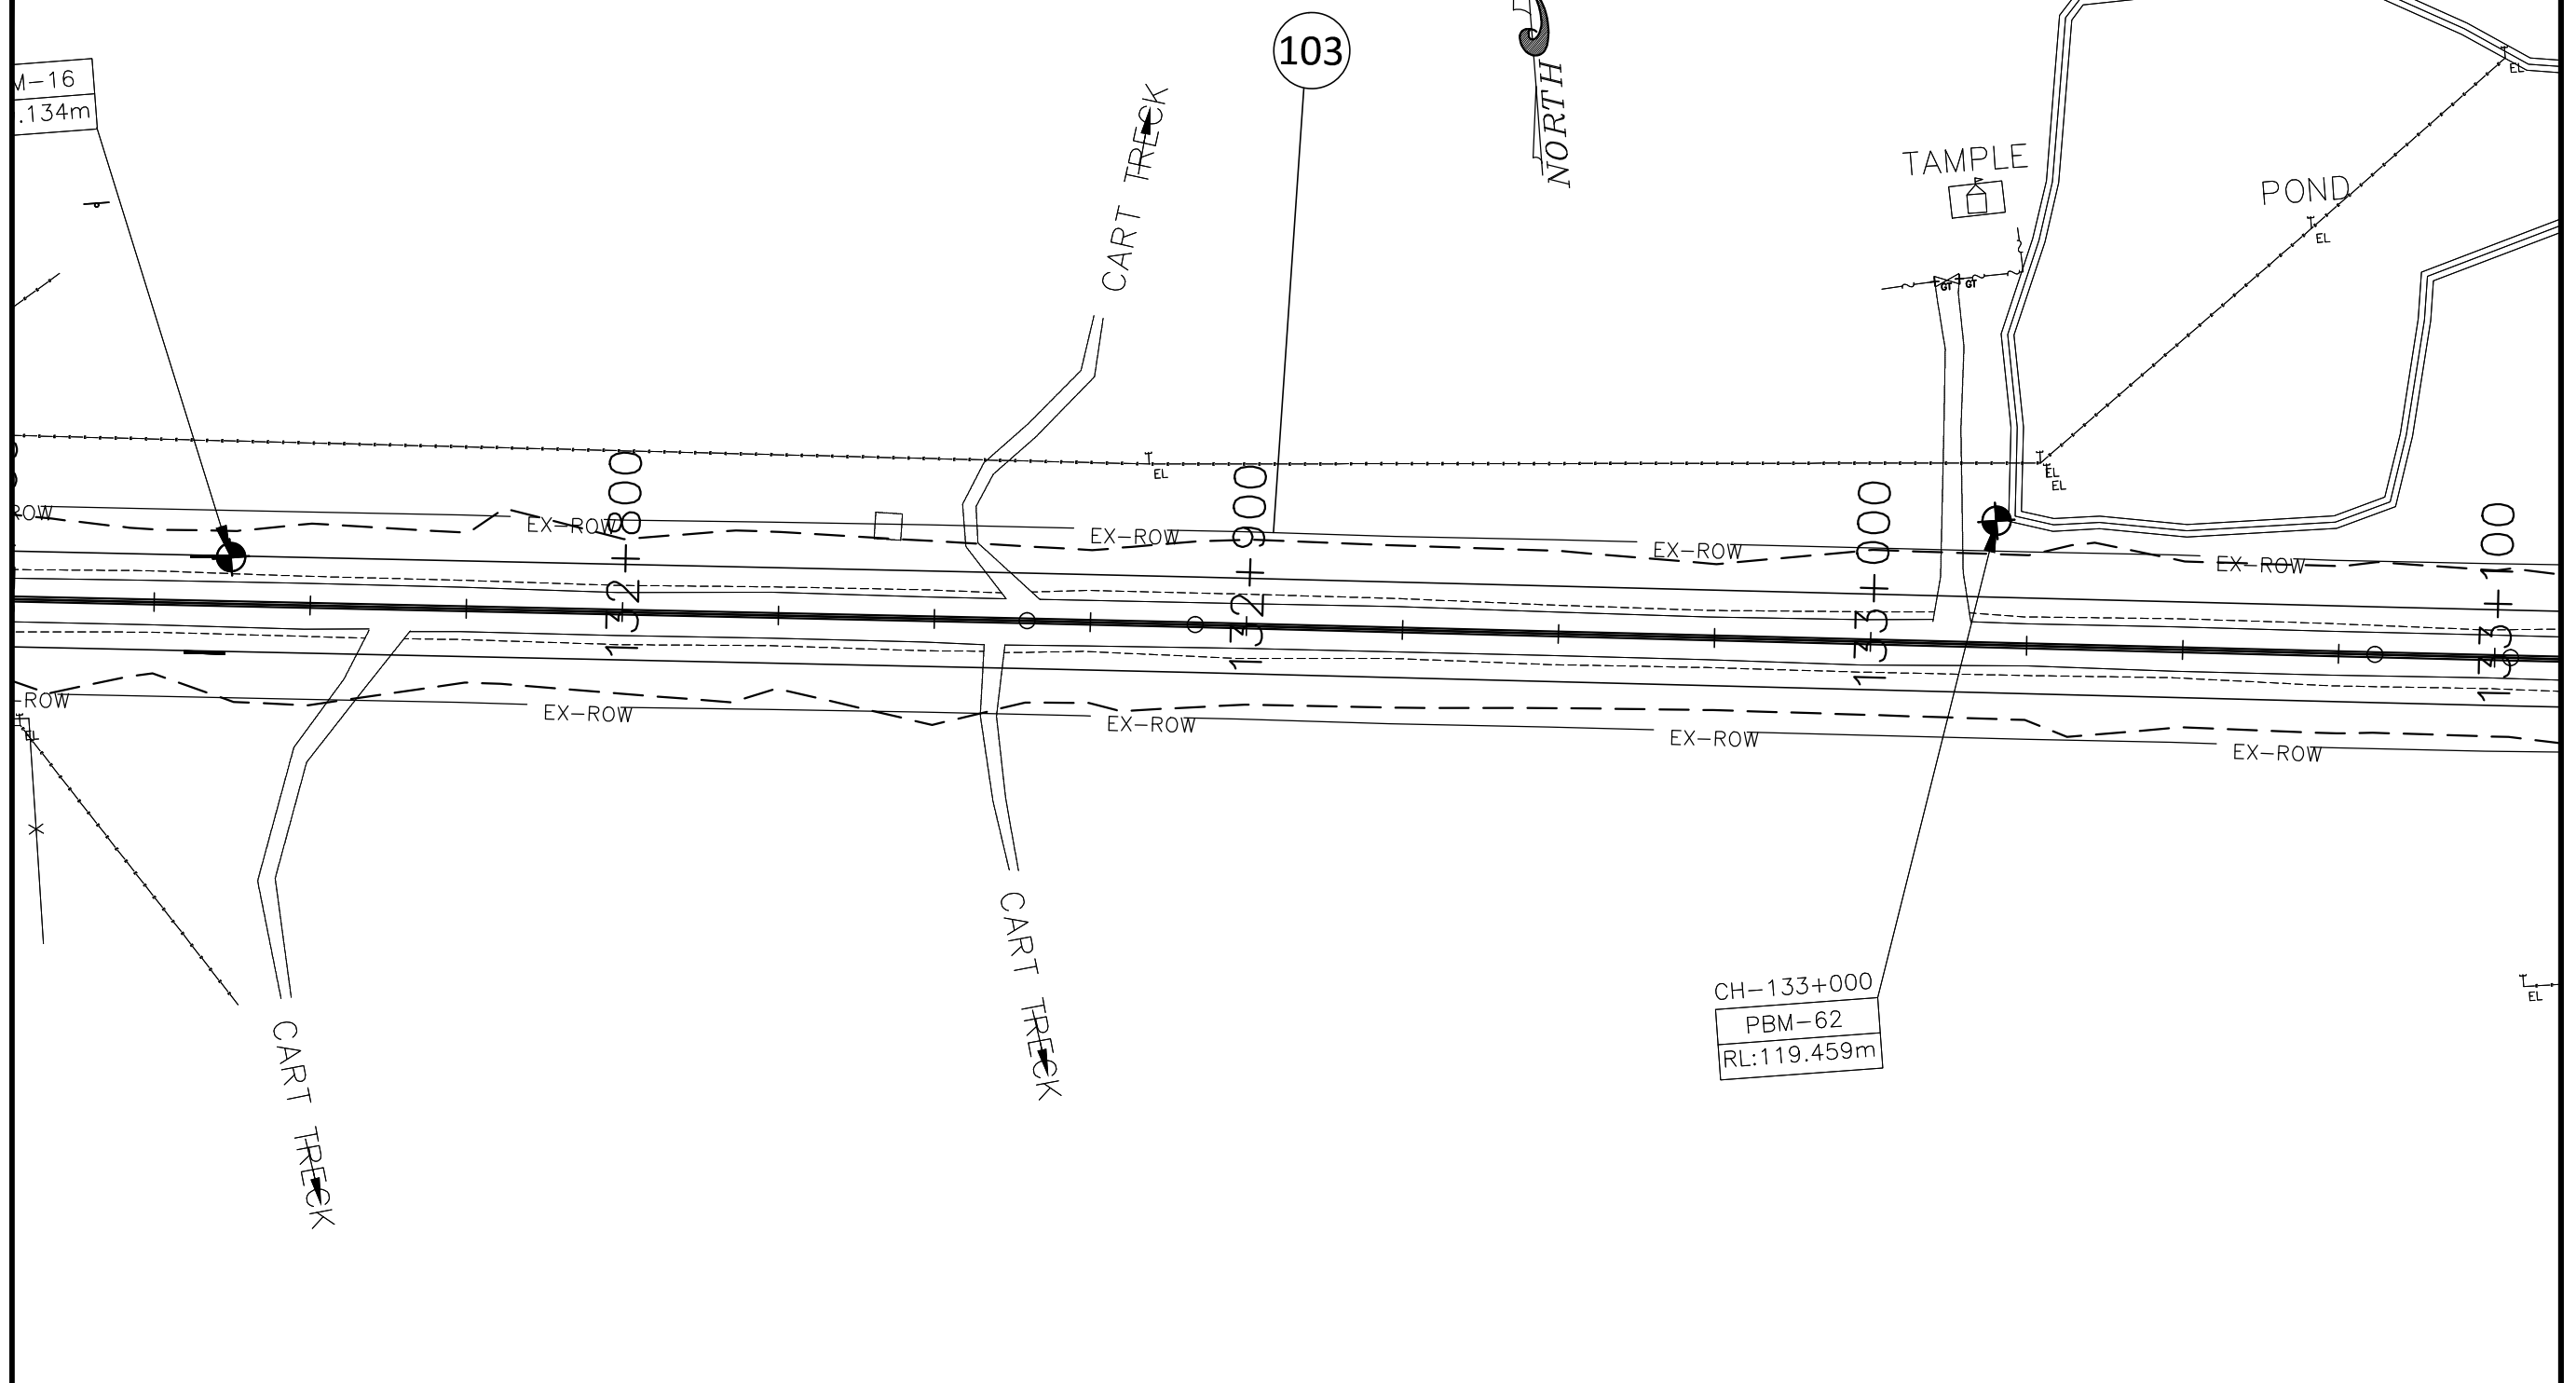 103
NORTH
M-16
.134m
CART TRECK
TAMPLE
POND
EL
EL
GT GT
EL
EL
EL
132+800
132+900
133+000
133+100
ROW
EX-ROW
EX-ROW
EX-ROW
EX-ROW
-ROW
EX-ROW
EX-ROW
EX-ROW
EX-ROW
EL
CART TRECK
CART TRECK
CH-133+000
PBM-62
RL:119.459m
EL